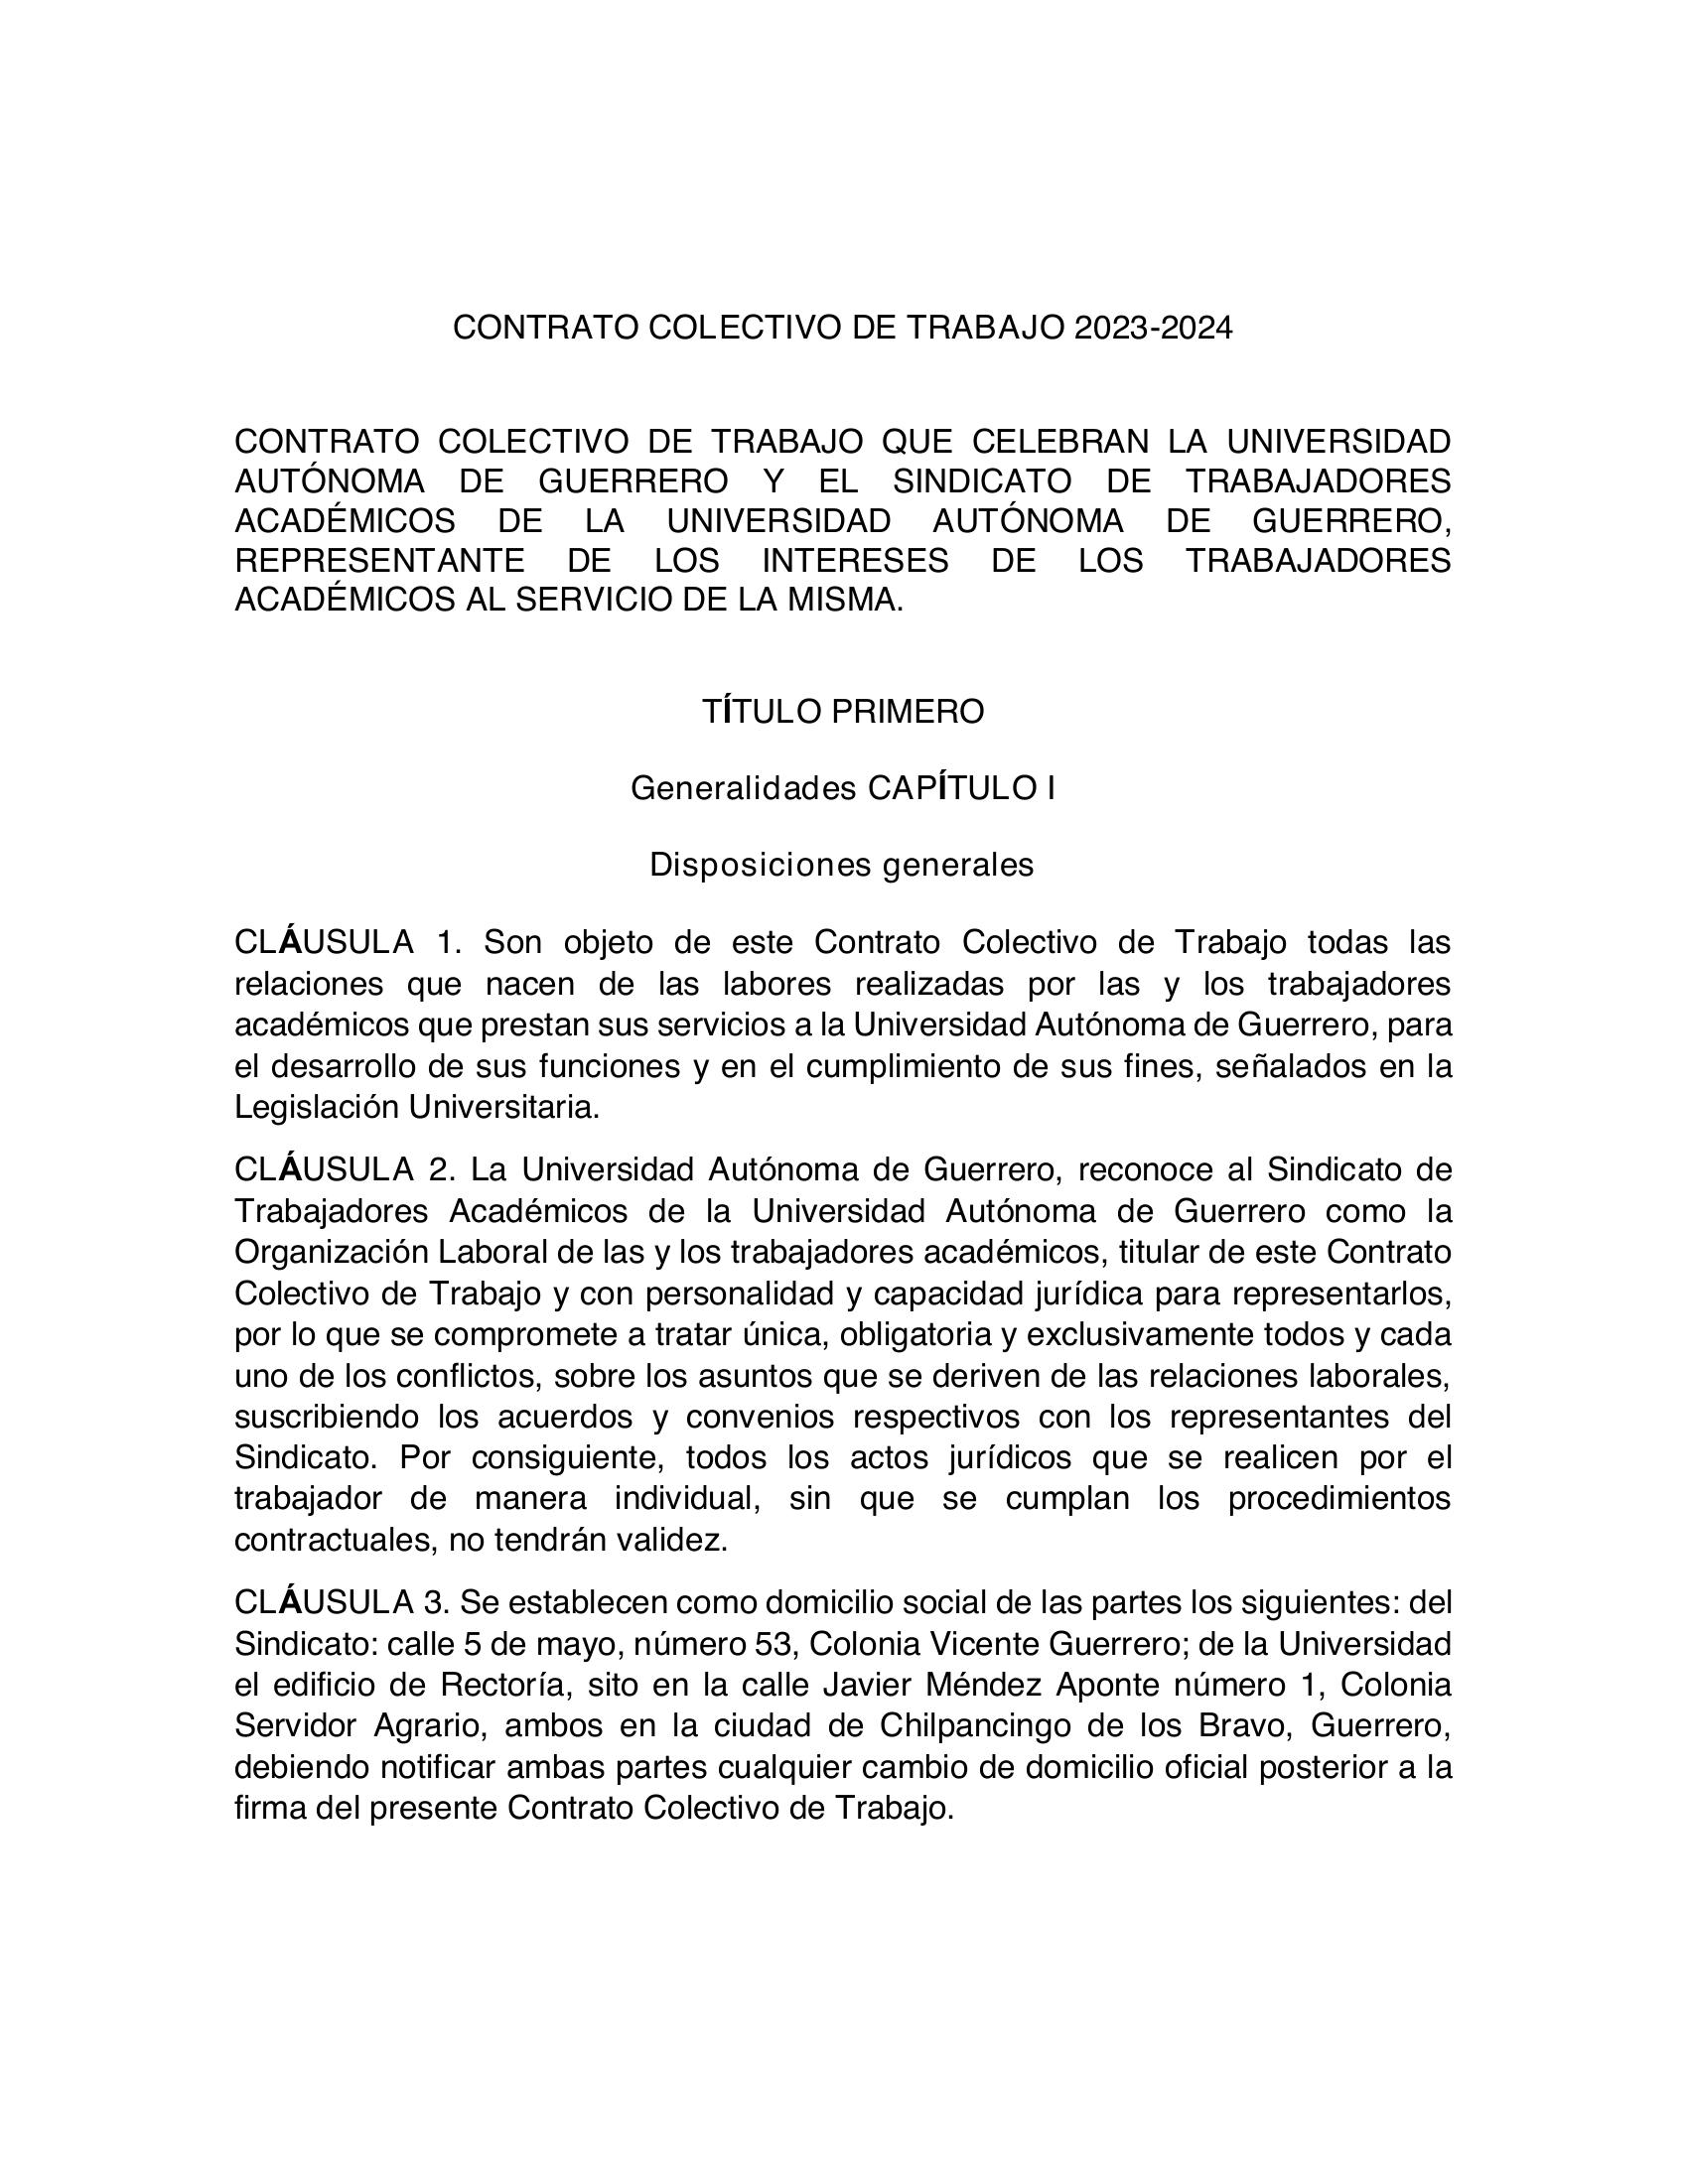 CONTRATO COLECTIVO DE TRABAJO 2023-2024
CONTRATO COLECTIVO DE TRABAJO QUE CELEBRAN LA UNIVERSIDAD
AUTÓNOMA DE GUERRERO Y EL SINDICATO DE TRABAJADORES
ACADÉMICOS DE LA UNIVERSIDAD AUTÓNOMA DE GUERRERO,
REPRESENTANTE DE LOS INTERESES DE LOS TRABAJADORES
ACADÉMICOS AL SERVICIO DE LA MISMA.
TÍTULO PRIMERO
Generalidades CAPÍTULO I
Disposiciones generales
CLÁUSULA 1. Son objeto de este Contrato Colectivo de Trabajo todas las
relaciones que nacen de las labores realizadas por las y los trabajadores
académicos que prestan sus servicios a la Universidad Autónoma de Guerrero, para
el desarrollo de sus funciones y en el cumplimiento de sus fines, señalados en la
Legislación Universitaria.
CLÁUSULA 2. La Universidad Autónoma de Guerrero, reconoce al Sindicato de
Trabajadores Académicos de la Universidad Autónoma de Guerrero como la
Organización Laboral de las y los trabajadores académicos, titular de este Contrato
Colectivo de Trabajo y con personalidad y capacidad jurídica para representarlos,
por lo que se compromete a tratar única, obligatoria y exclusivamente todos y cada
uno de los conflictos, sobre los asuntos que se deriven de las relaciones laborales,
suscribiendo los acuerdos y convenios respectivos con los representantes del
Sindicato. Por consiguiente, todos los actos jurídicos que se realicen por el
trabajador de manera individual, sin que se cumplan los procedimientos
contractuales, no tendrán validez.
CLÁUSULA 3. Se establecen como domicilio social de las partes los siguientes: del
Sindicato: calle 5 de mayo, número 53, Colonia Vicente Guerrero; de la Universidad
el edificio de Rectoría, sito en la calle Javier Méndez Aponte número 1, Colonia
Servidor Agrario, ambos en la ciudad de Chilpancingo de los Bravo, Guerrero,
debiendo notificar ambas partes cualquier cambio de domicilio oficial posterior a la
firma del presente Contrato Colectivo de Trabajo.